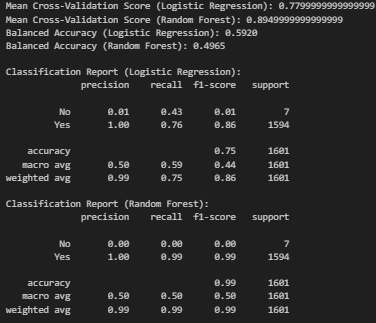 Mean Cross-Validation Score (Logistic Regression): 0.7799999999999999
Mean Cross-Validation Score (Random Forest): 0.8949999999999999
Balanced Accuracy (Logistic Regression): 0.5920
Balanced Accuracy (Random Forest): 0.4965
Classification Report (Logistic Regression):
precision recall f1-score support
No 0.01 0.43 0.01 7
Yes 1.00 0.76 0.86 1594
accuracy 0.75 1601
macro avg 0.50 0.59 0.44 1601
weighted avg 0.99 0.75 0.86 1601
Classification Report (Random Forest):
precision recall f1-score support
No 0.00 0.00 0.00 7
Yes 1.00 0.99 0.99 1594
accuracy 0.99 1601
macro avg 0.50 0.50 0.50 1601
weighted avg 0.99 0.99 0.99 1601